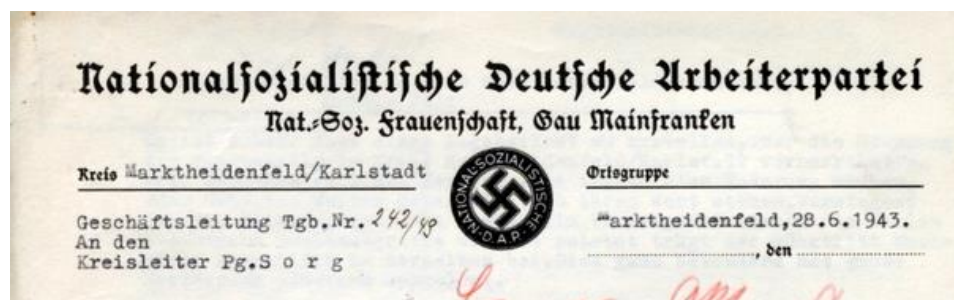 Nationalsozialistische Deutsche Arbeiterpartei
Nat.-Soz. Frauenschaft, Gau Mainfranken
Kreis Marktheidenfeld/Karlstadt
Ortsgruppe
NATIONALSOZIALISTISCHE
D.A.P.
Geschäftsleitung Tgb.Nr. 242/43
Marktheidenfeld,28.6.1943.
An den
, den
Kreisleiter Pg.S o r g